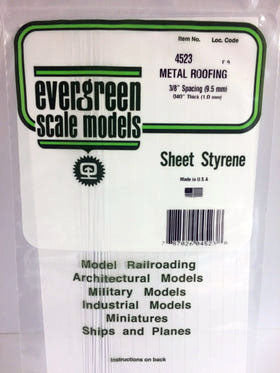 Item No. Loc. Code
4523
METAL ROOFING
3/8" Spacing (9.5 mm)
.040" Thick (1.0 mm)
evergreen
scale models
Sheet Styrene
Made in U.S.A
Model Railroading
Architectural Models
Military Models
Industrial Models
Miniatures
Ships and Planes
Instructions on back